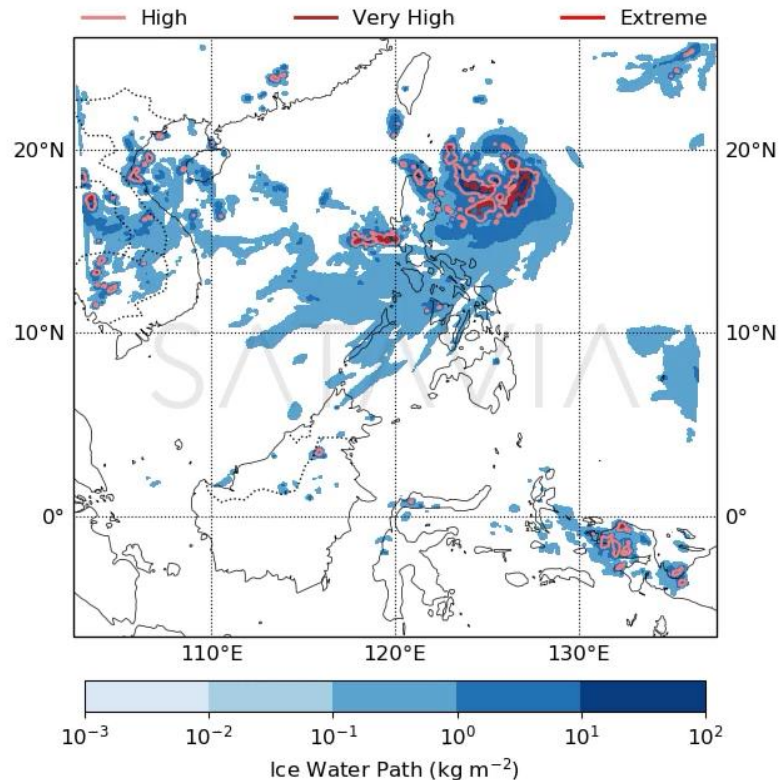 High Very High Extreme
20°N 20°N
10°N 10°N
SATAVIA
0° 0°
110°E 120°E 130°E
10⁻³ 10⁻² 10⁻¹ 10⁰ 10¹ 10²
Ice Water Path (kg m⁻²)